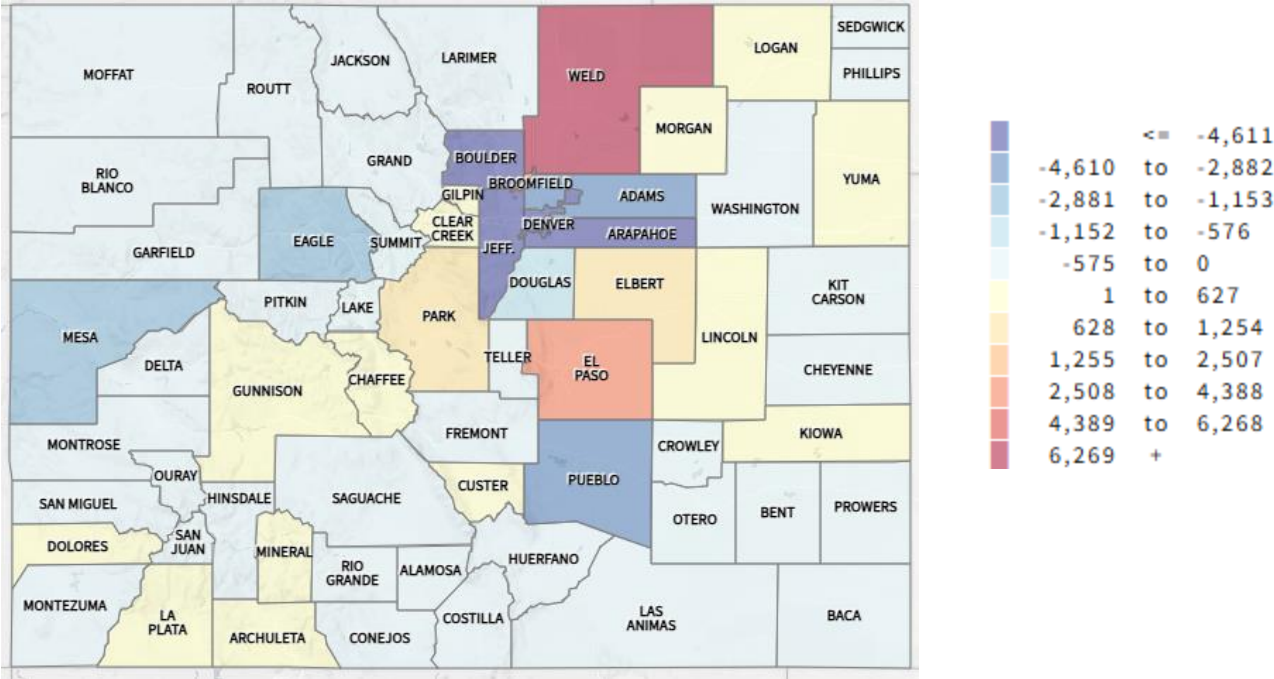 SEDGWICK
LOGAN
JACKSON
LARIMER
MOFFAT
WELD
PHILLIPS
ROUTT
MORGAN
BOULDER
GRAND
RIO
BLANCO
YUMA
BROOMFIELD
GILPIN
ADAMS
WASHINGTON
CLEAR
CREEK
DENVER
ARAPAHOE
EAGLE
SUMMIT
JEFF.
GARFIELD
DOUGLAS
ELBERT
KIT
CARSON
PITKIN
LAKE
PARK
MESA
LINCOLN
TELLER
DELTA
EL
PASO
CHEYENNE
CHAFFEE
GUNNISON
FREMONT
KIOWA
MONTROSE
CROWLEY
OURAY
PUEBLO
CUSTER
HINSDALE
SAGUACHE
SAN MIGUEL
PROWERS
BENT
OTERO
DOLORES
SAN
JUAN
MINERAL
HUERFANO
RIO
GRANDE
ALAMOSA
MONTEZUMA
LA
PLATA
COSTILLA
LAS
ANIMAS
BACA
ARCHULETA
CONEJOS
<= -4,611
-4,610 to -2,882
-2,881 to -1,153
-1,152 to -576
-575 to 0
1 to 627
628 to 1,254
1,255 to 2,507
2,508 to 4,388
4,389 to 6,268
6,269 +